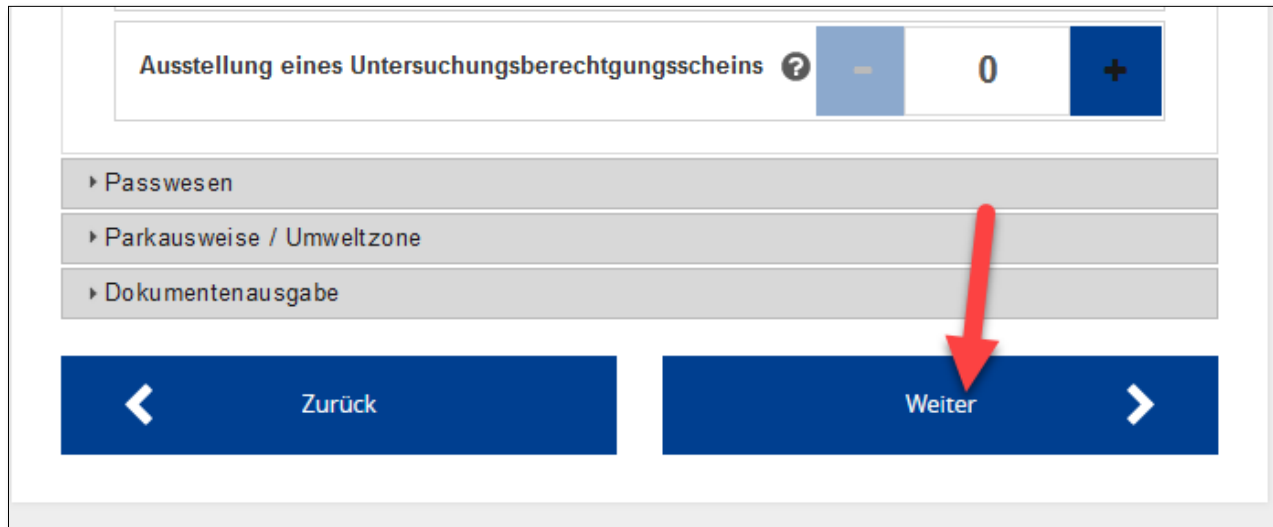 Ausstellung eines Untersuchungsberechtgungsscheins ? - 0 +
Passwesen
Parkausweise / Umweltzone
Dokumentenausgabe
Zurück
Weiter